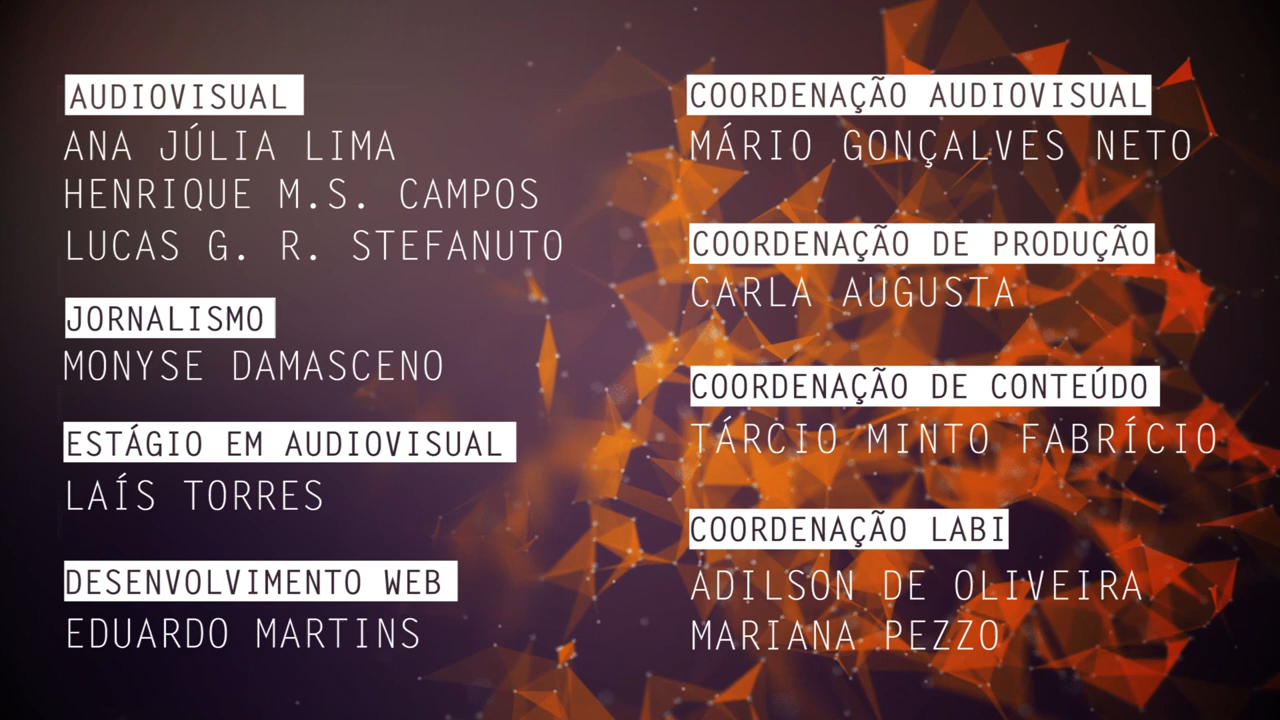 AUDIOVISUAL
ANA JÚLIA LIMA
HENRIQUE M.S. CAMPOS
LUCAS G. R. STEFANUTO
JORNALISMO
MONYSE DAMASCENO
ESTÁGIO EM AUDIOVISUAL
LAÍS TORRES
DESENVOLVIMENTO WEB
EDUARDO MARTINS
COORDENAÇÃO AUDIOVISUAL
MÁRIO GONÇALVES NETO
COORDENAÇÃO DE PRODUÇÃO
CARLA AUGUSTA
COORDENAÇÃO DE CONTEÚDO
TÁRCIO MINTO FABRÍCIO
COORDENAÇÃO LABI
ADILSON DE OLIVEIRA
MARIANA PEZZO